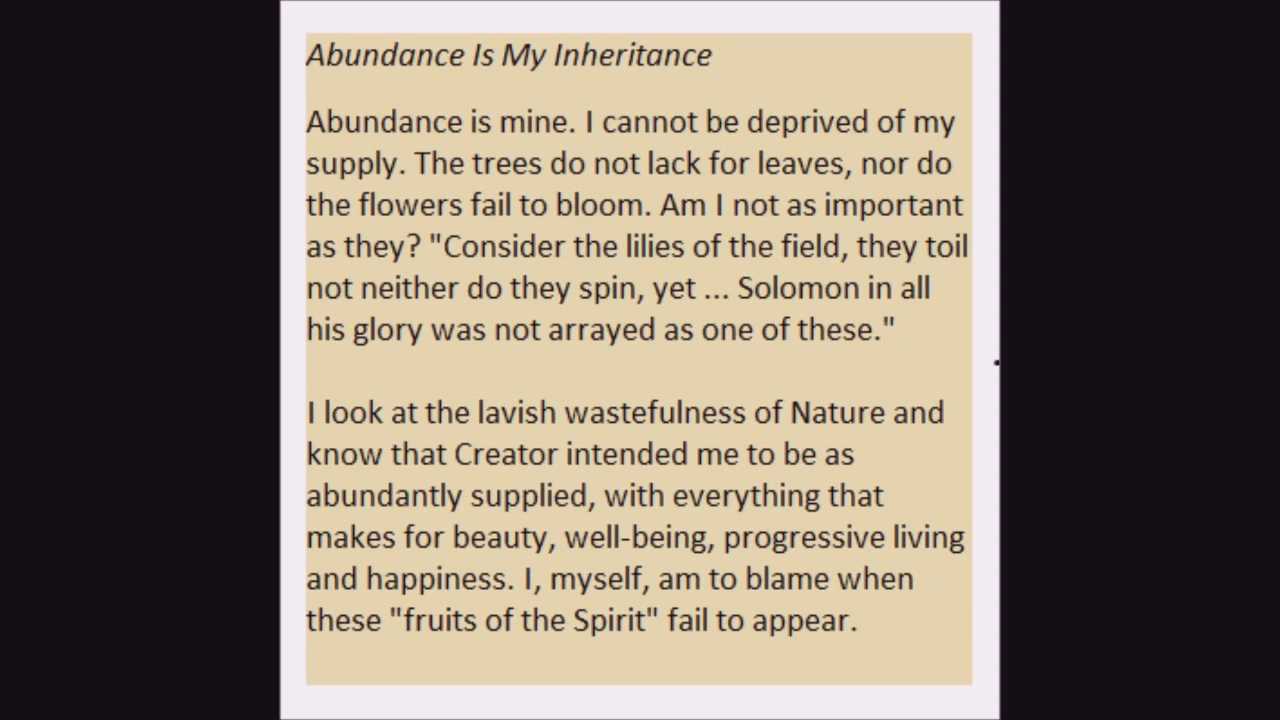 Abundance Is My Inheritance
Abundance is mine. I cannot be deprived of my
supply. The trees do not lack for leaves, nor do
the flowers fail to bloom. Am I not as important
as they? "Consider the lilies of the field, they toil
not neither do they spin, yet ... Solomon in all
his glory was not arrayed as one of these."
I look at the lavish wastefulness of Nature and
know that Creator intended me to be as
abundantly supplied, with everything that
makes for beauty, well-being, progressive living
and happiness. I, myself, am to blame when
these "fruits of the Spirit" fail to appear.